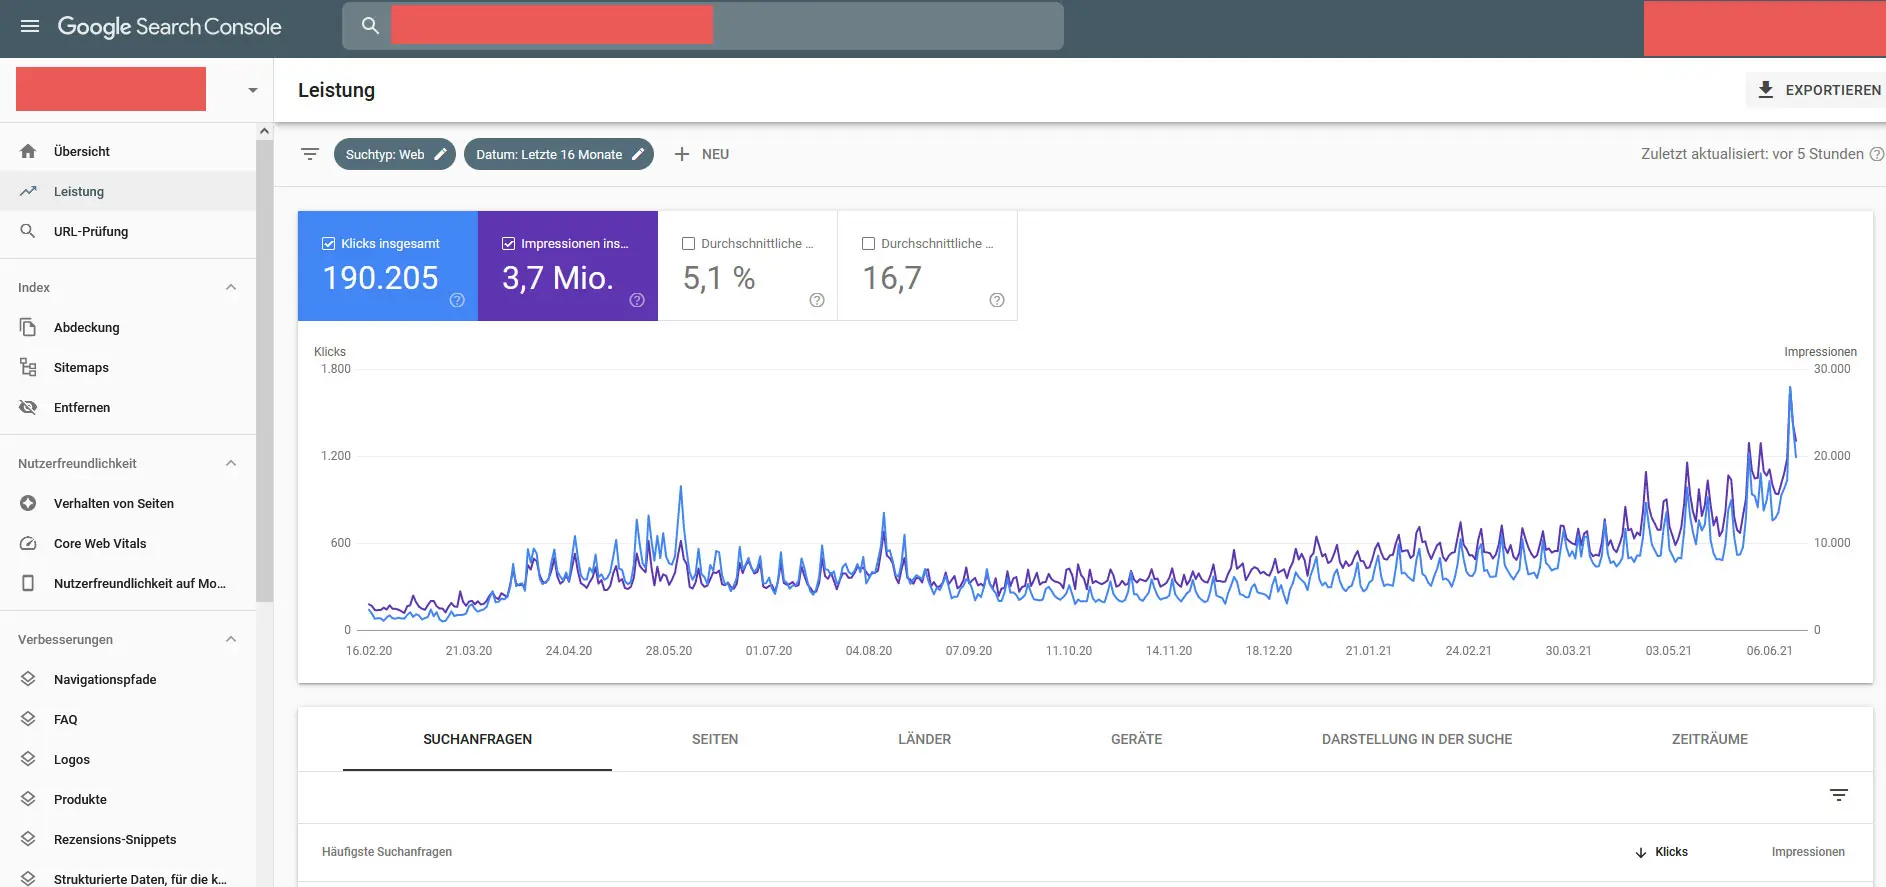 Google Search Console
Leistung
EXPORTIEREN
Übersicht
Leistung
URL-Prüfung
Index
Abdeckung
Sitemaps
Entfernen
Nutzerfreundlichkeit
Verhalten von Seiten
Core Web Vitals
Nutzerfreundlichkeit auf Mo...
Verbesserungen
Navigationspfade
FAQ
Logos
Produkte
Rezensions-Snippets
Strukturierte Daten, für die k...
Suchtyp: Web
Datum: Letzte 16 Monate
NEU
Zuletzt aktualisiert: vor 5 Stunden
Klicks insgesamt
190.205
Impressionen ins...
3,7 Mio.
Durchschnittliche ...
5,1 %
Durchschnittliche ...
16,7
Klicks
Impressionen
1.800
30.000
1.200
20.000
600
10.000
0
0
16.02.20 21.03.20 24.04.20 28.05.20 01.07.20 04.08.20 07.09.20 11.10.20 14.11.20 18.12.20 21.01.21 24.02.21 30.03.21 03.05.21 06.06.21
SUCHANFRAGEN SEITEN LÄNDER GERÄTE DARSTELLUNG IN DER SUCHE ZEITRÄUME
Häufigste Suchanfragen Klicks Impressionen